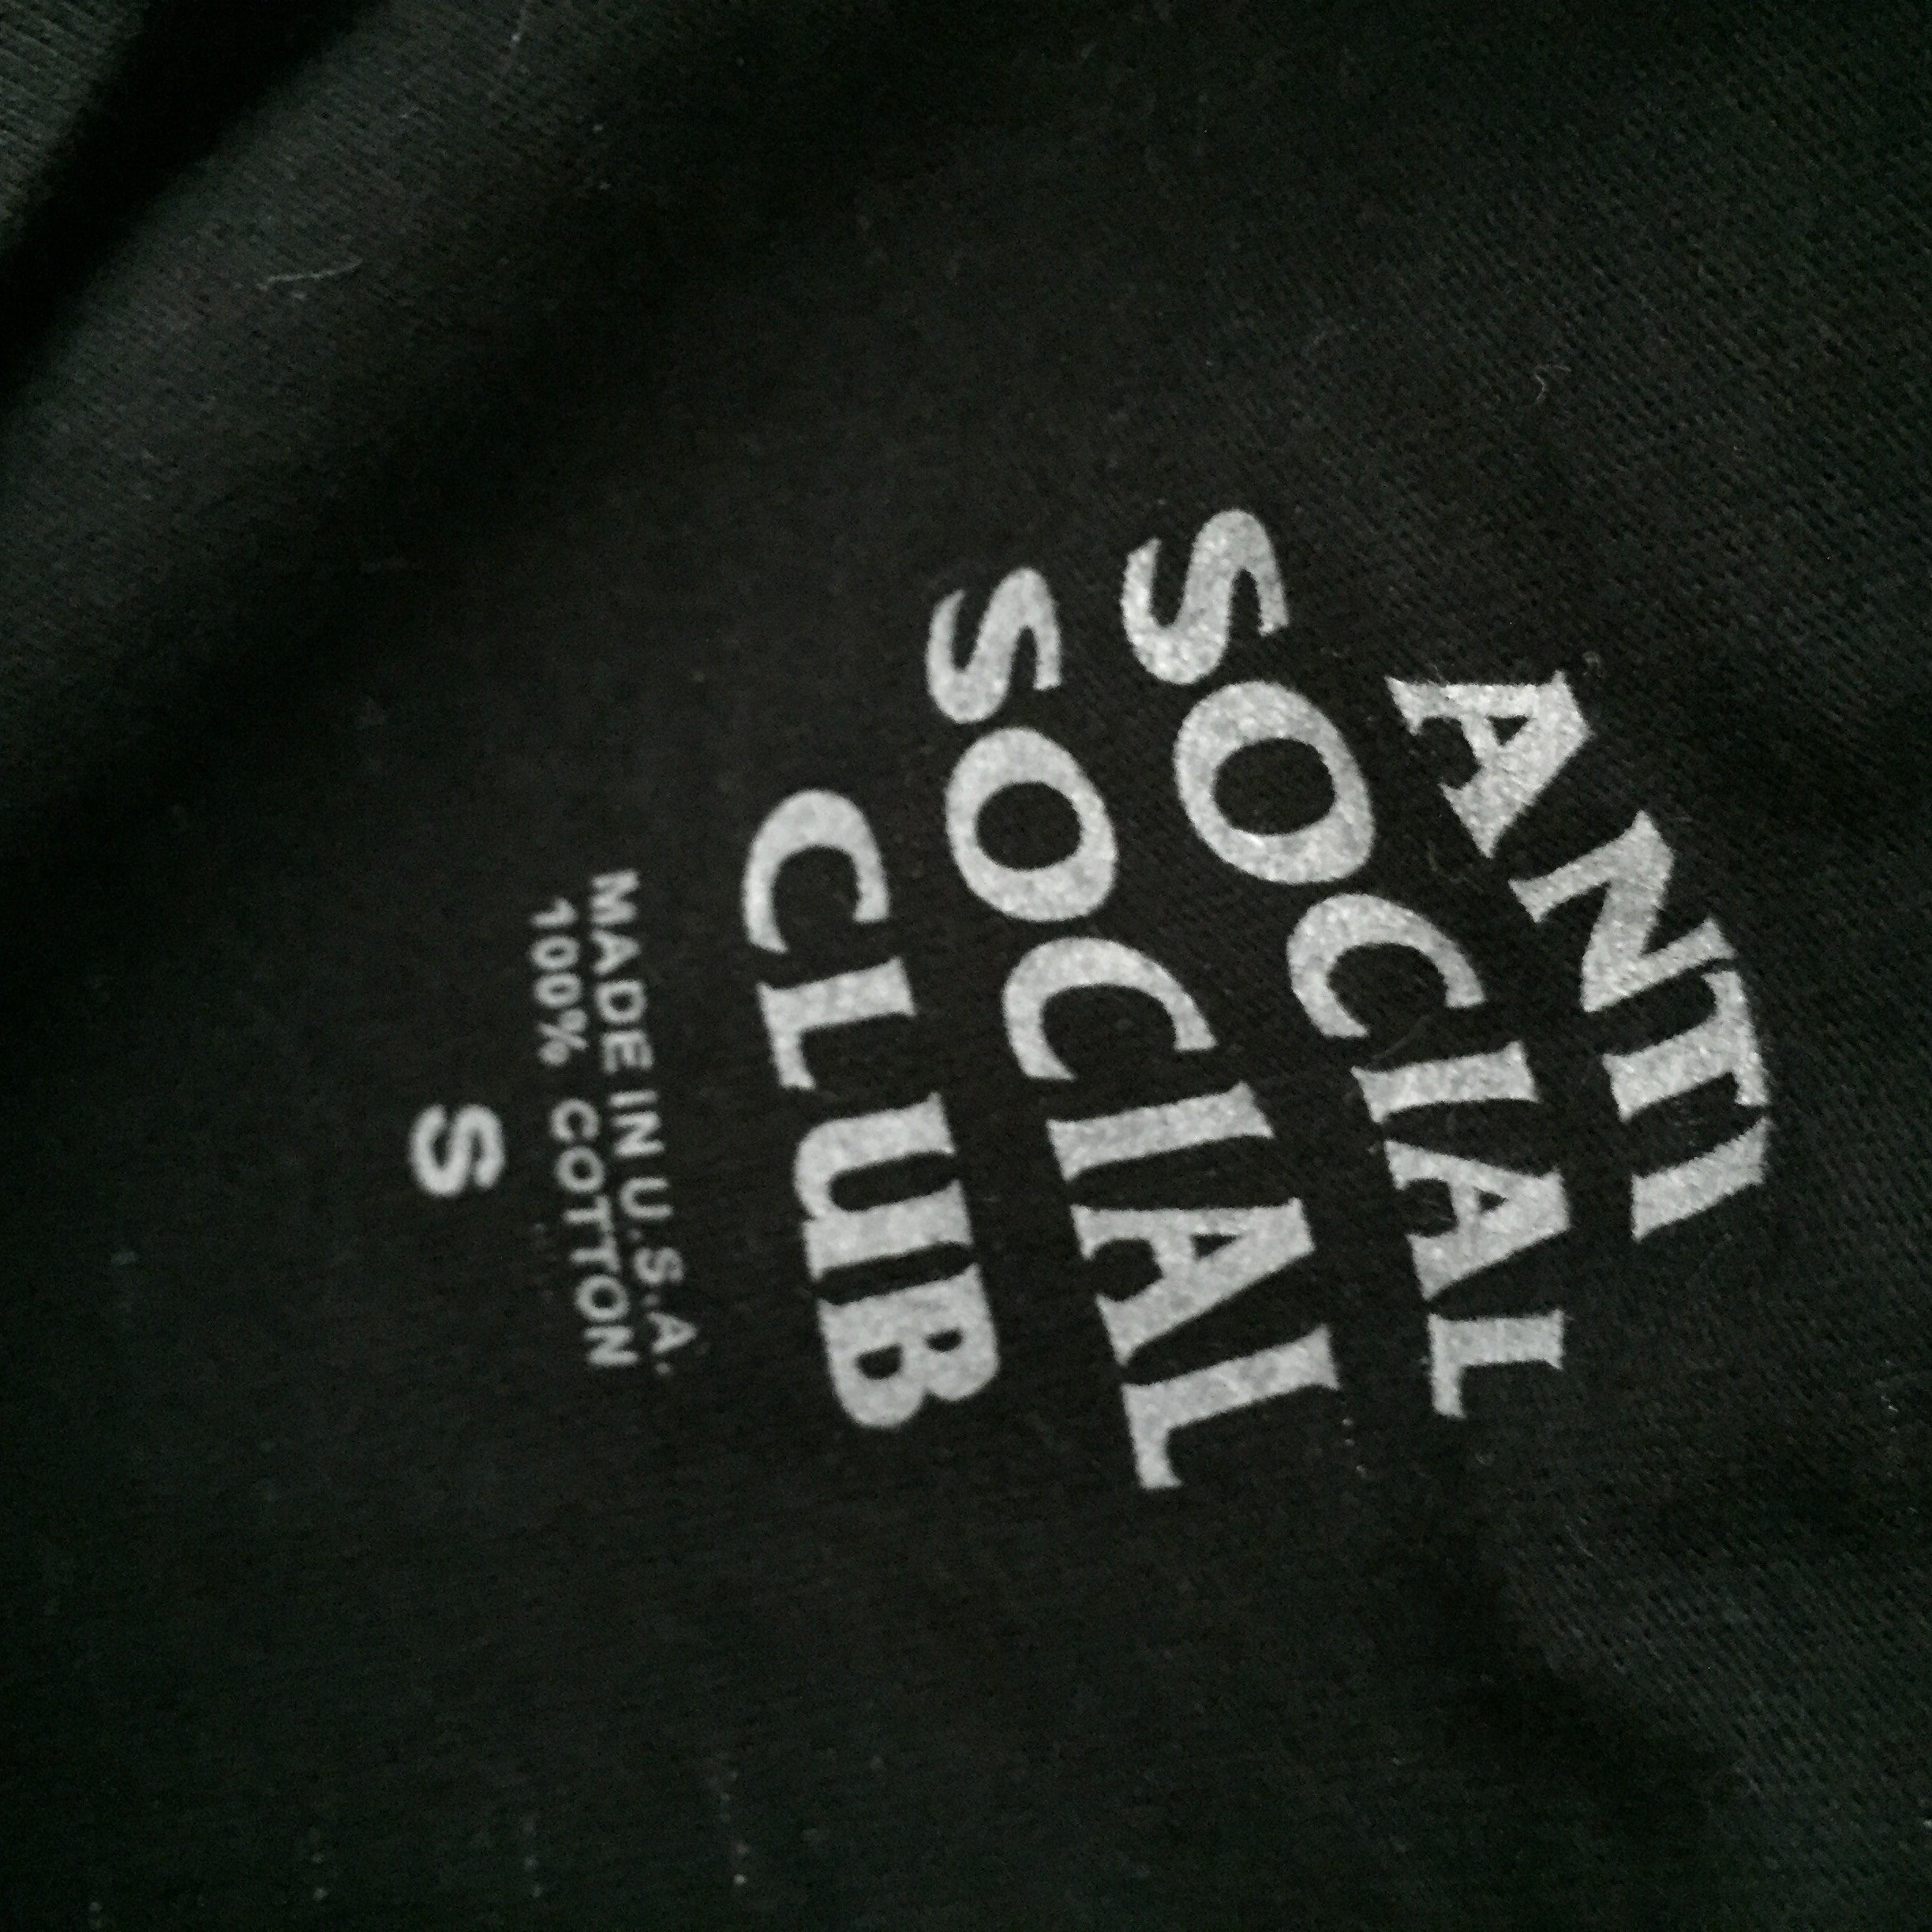 ANTI
SOCIAL
SOCIAL
CLUB
MADE IN U.S.A.
100% COTTON
S